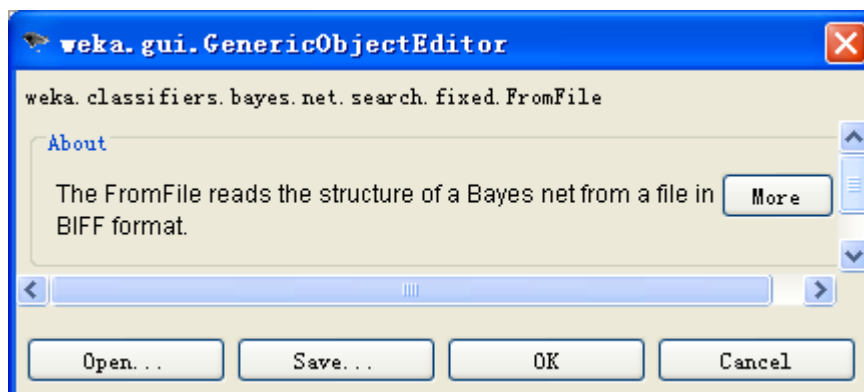 weka.gui.GenericObjectEditor
weka.classifiers.bayes.net.search.fixed.FromFile
About
The FromFile reads the structure of a Bayes net from a file in
BIFF format.
More
Open...
Save...
OK
Cancel